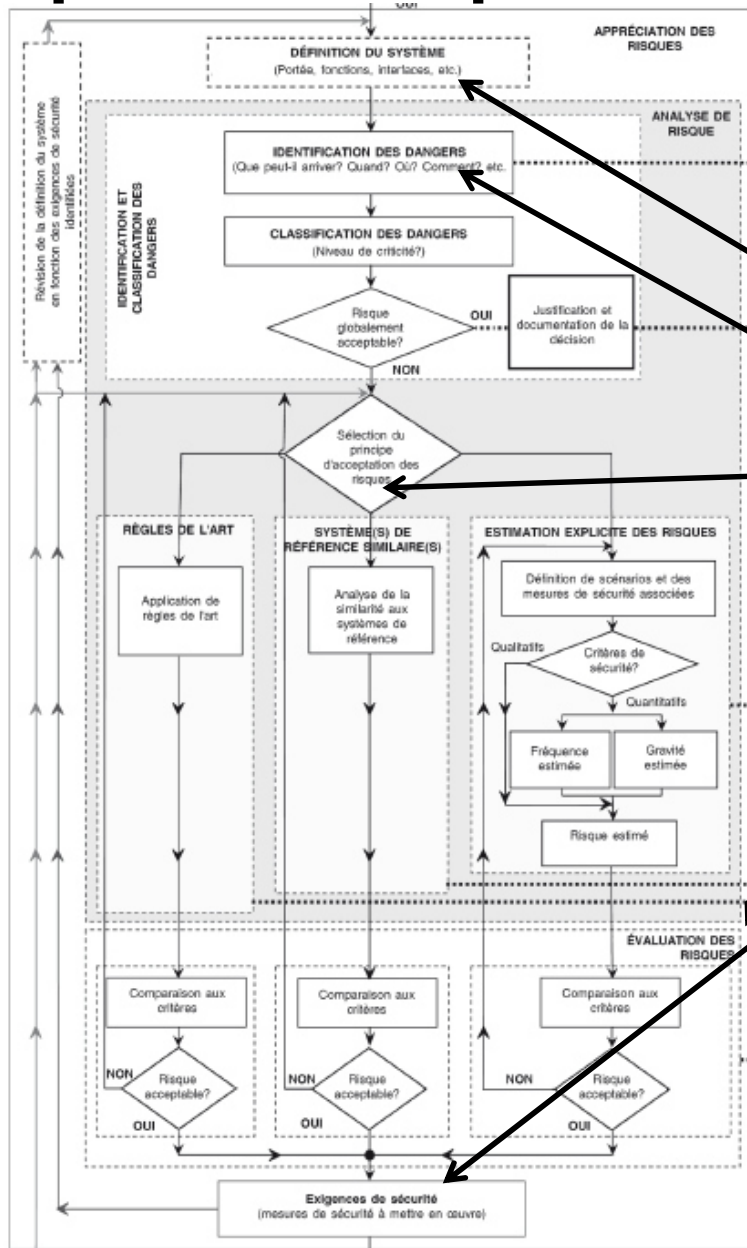 OUI
APPRÉCIATION DES
RISQUES
DÉFINITION DU SYSTÈME
(Portée, fonctions, interfaces, etc.)
Révision de la définition du système
en fonction des exigences de sécurité
identifiées
ANALYSE DE
RISQUE
IDENTIFICATION ET
CLASSIFICATION DES
DANGERS
IDENTIFICATION DES DANGERS
(Que peut-il arriver? Quand? Où? Comment? etc.
CLASSIFICATION DES DANGERS
(Niveau de criticité?)
Risque
globalement
acceptable?
OUI
Justification et
documentation de la
décision
NON
Sélection du
principe
d'acceptation des
risques
RÈGLES DE L'ART
SYSTÈME(S) DE
RÉFÉRENCE SIMILAIRE(S)
ESTIMATION EXPLICITE DES RISQUES
Application de
règles de l'art
Analyse de la
similarité aux
systèmes de
référence
Définition de scénarios et des
mesures de sécurité associées
Qualitatifs
Critères de
sécurité?
Quantitatifs
Fréquence
estimée
Gravité
estimée
Risque estimé
ÉVALUATION DES
RISQUES
Comparaison aux
critères
Comparaison aux
critères
Comparaison aux
critères
NON
Risque
acceptable?
OUI
NON
Risque
acceptable?
OUI
NON
Risque
acceptable?
OUI
Exigences de sécurité
(mesures de sécurité à mettre en œuvre)